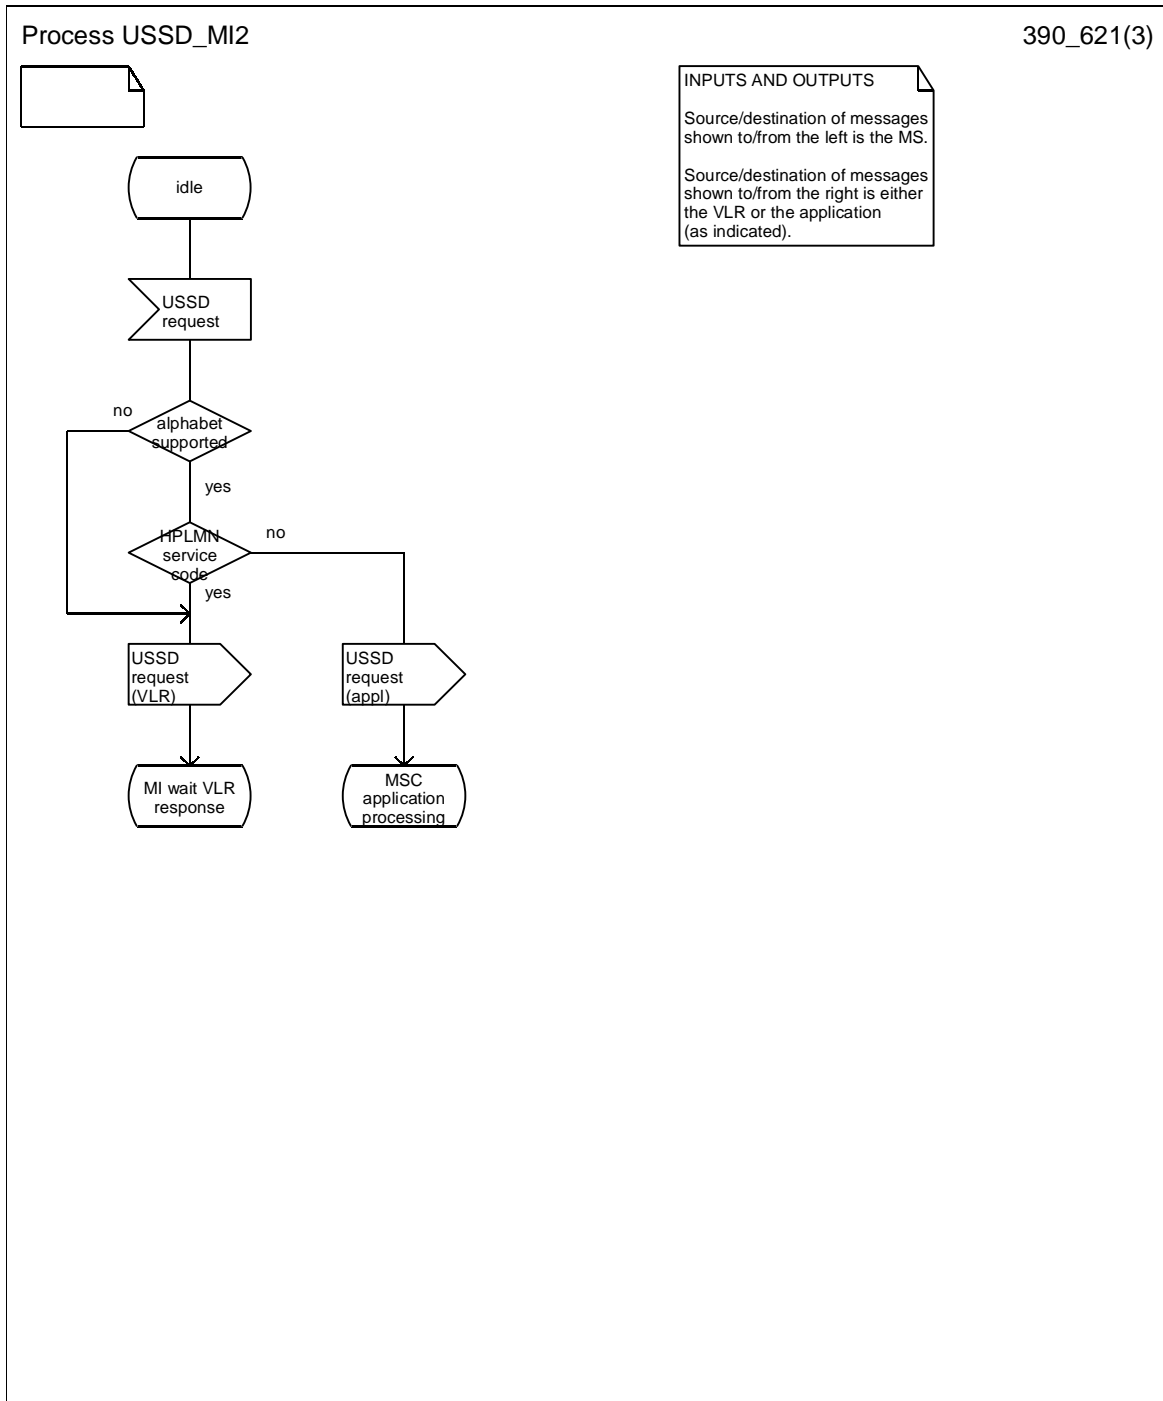 Process USSD_MI2
390_621(3)
INPUTS AND OUTPUTS
Source/destination of messages
shown to/from the left is the MS.
Source/destination of messages
shown to/from the right is either
the VLR or the application
(as indicated).
idle
USSD
request
no
alphabet
supported
yes
HPLMN
service
code
no
yes
USSD
request
(VLR)
USSD
request
(appl)
MI wait VLR
response
MSC
application
processing